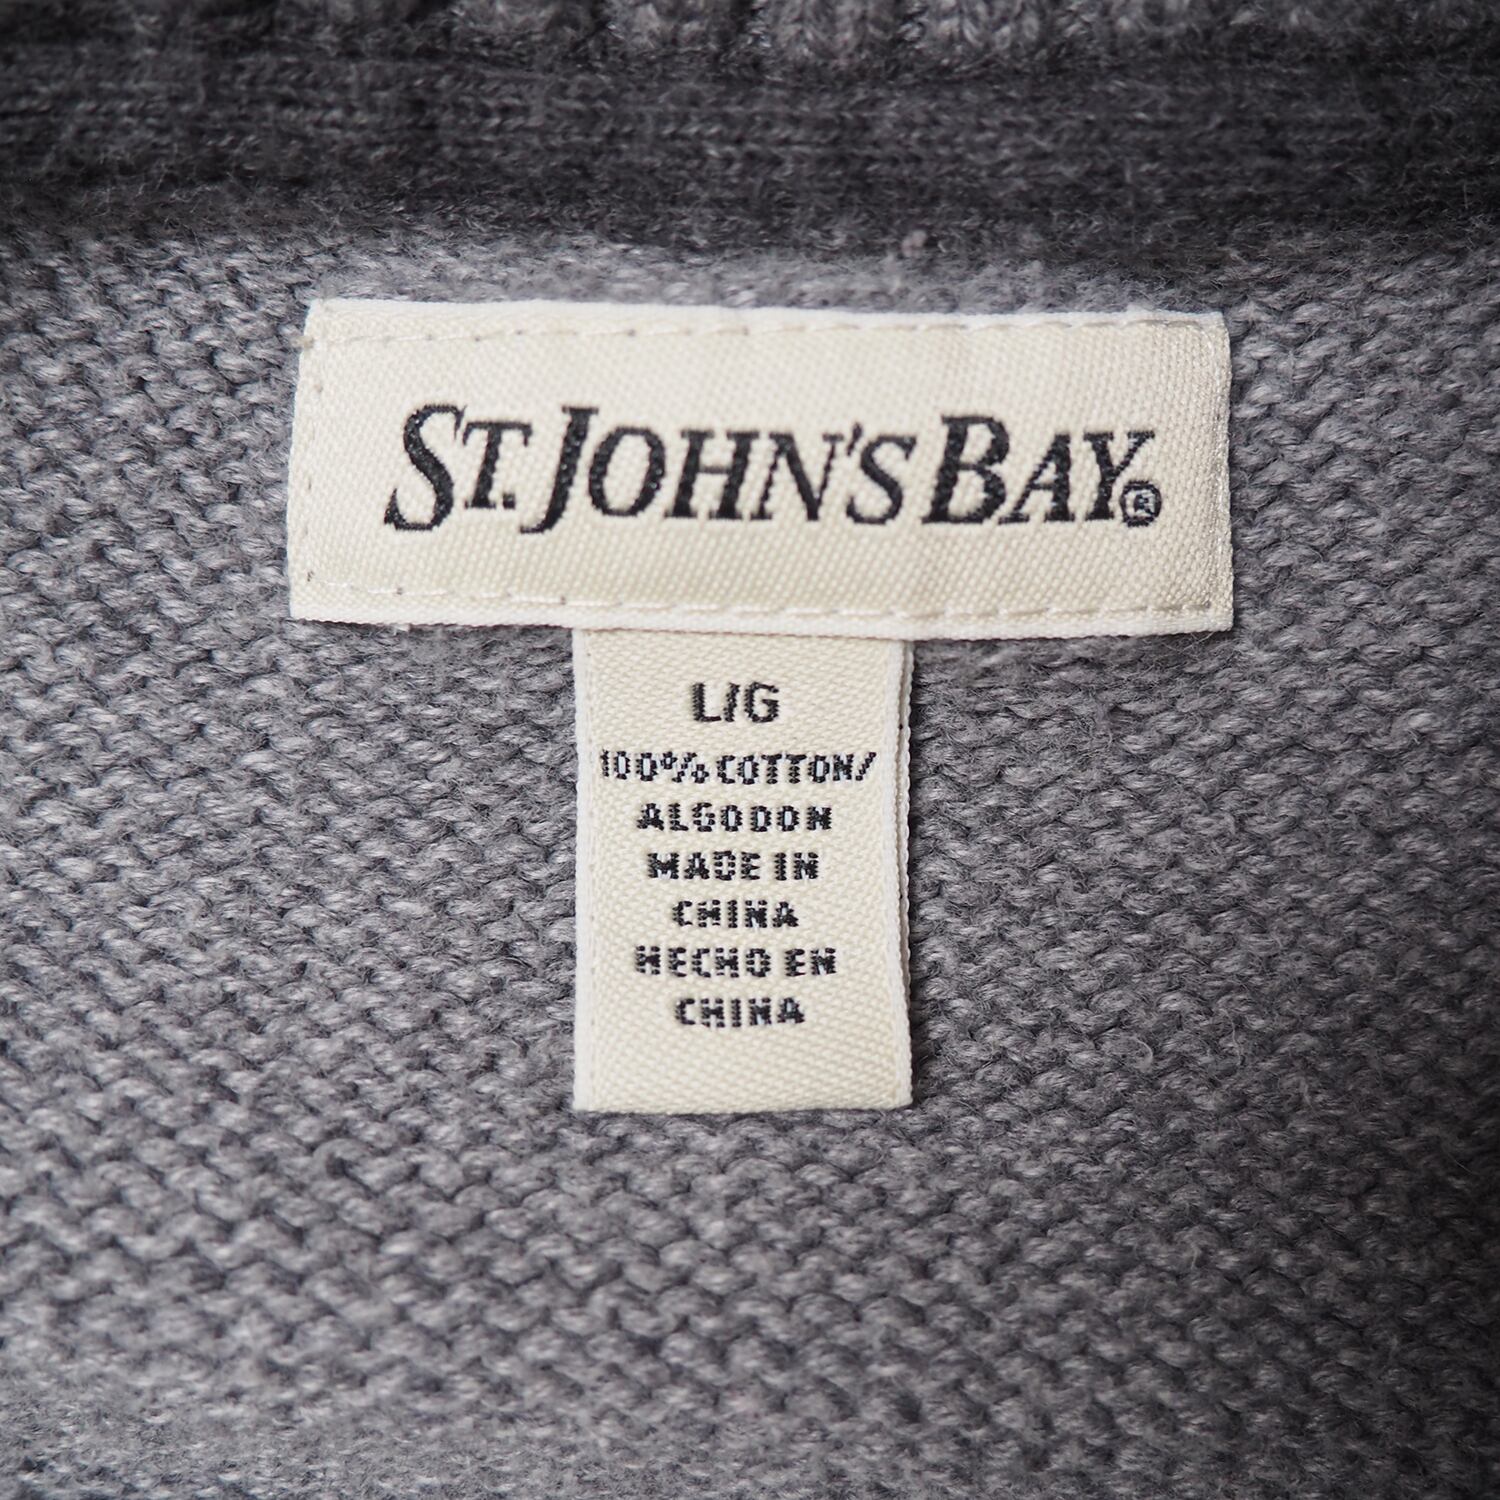 ST. JOHN'S BAY®
L/G
100% COTTON/
ALGODON
MADE IN
CHINA
HECHO EN
CHINA